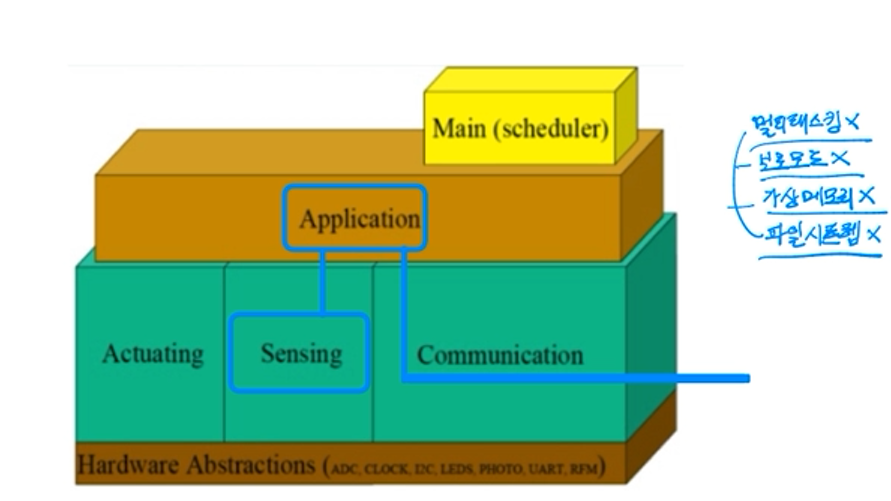 Main (scheduler)
Application
Actuating
Sensing
Communication
Hardware Abstractions (ADC, CLOCK, I2C, LEDS, PHOTO, UART, RFM)
멀티태스킹 X
보호모드 X
가상메모리 X
파일시스템 X